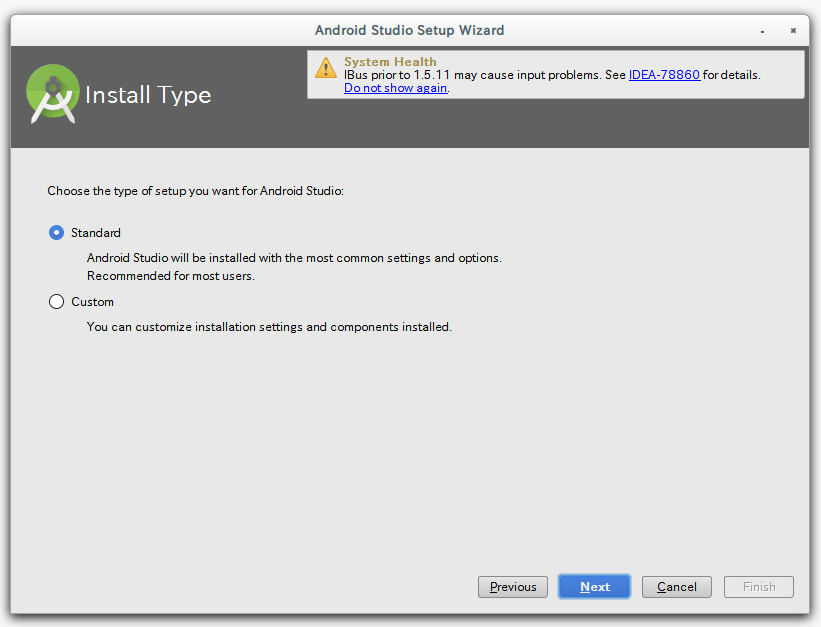 Android Studio Setup Wizard
System Health
IBus prior to 1.5.11 may cause input problems. See IDEA-78860 for details.
Do not show again.
Install Type
Choose the type of setup you want for Android Studio:
Standard
Android Studio will be installed with the most common settings and options.
Recommended for most users.
Custom
You can customize installation settings and components installed.
Previous Next Cancel Finish